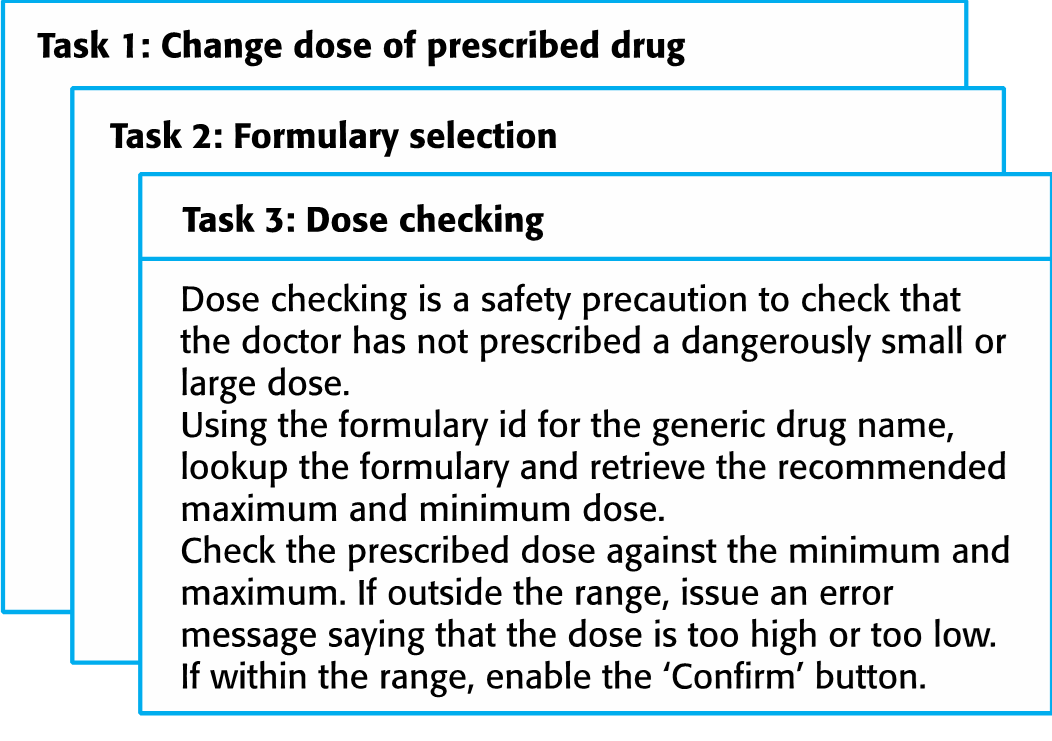 Task 1: Change dose of prescribed drug
Task 2: Formulary selection
Task 3: Dose checking
Dose checking is a safety precaution to check that
the doctor has not prescribed a dangerously small or
large dose.
Using the formulary id for the generic drug name,
lookup the formulary and retrieve the recommended
maximum and minimum dose.
Check the prescribed dose against the minimum and
maximum. If outside the range, issue an error
message saying that the dose is too high or too low.
If within the range, enable the ‘Confirm’ button.